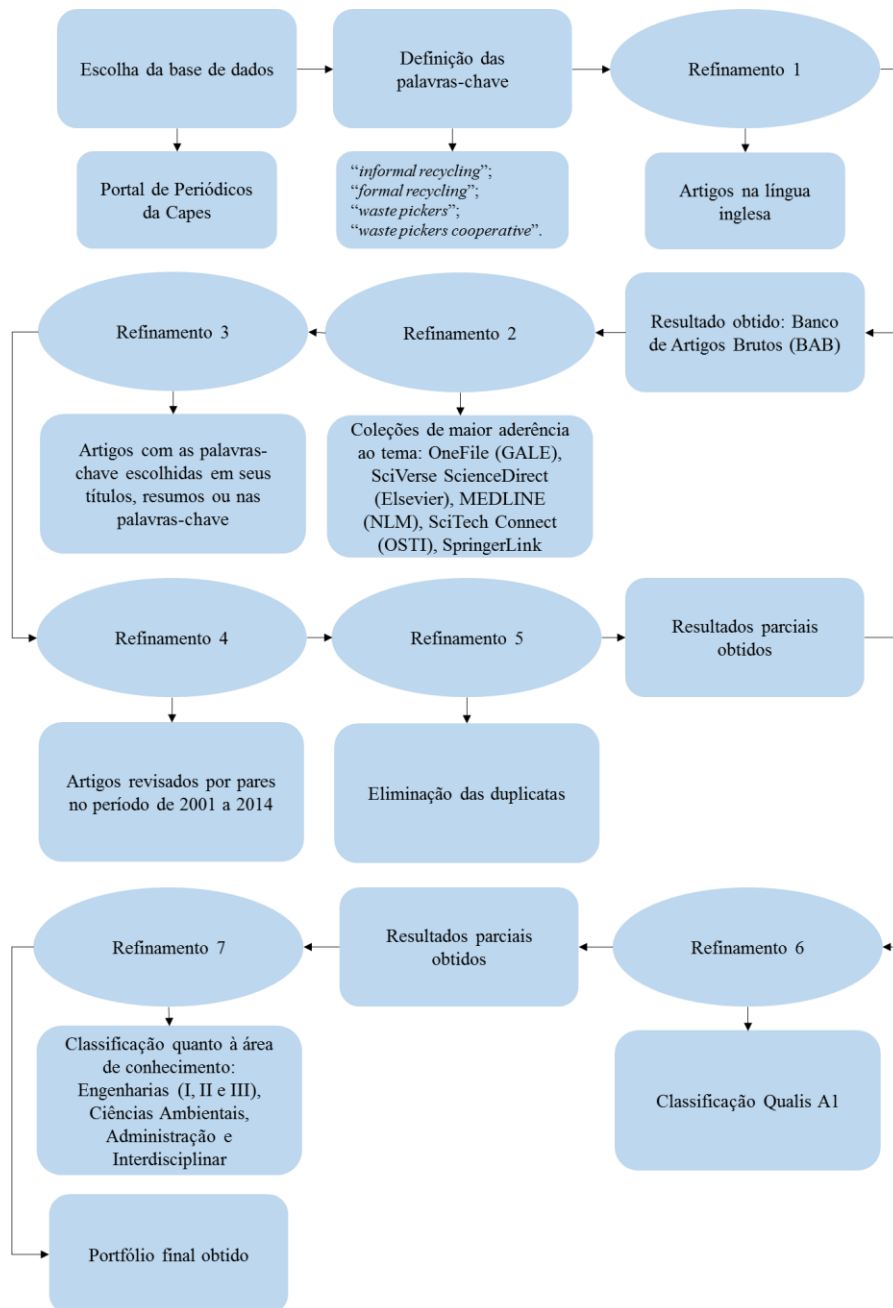 Escolha da base de dados
Definição das
palavras-chave
Refinamento 1
Portal de Periódicos
da Capes
“informal recycling”;
“formal recycling”;
“waste pickers”;
“waste pickers cooperative”.
Artigos na língua
inglesa
Refinamento 3
Refinamento 2
Resultado obtido: Banco
de Artigos Brutos (BAB)
Artigos com as palavras-
chave escolhidas em seus
títulos, resumos ou nas
palavras-chave
Coleções de maior aderência
ao tema: OneFile (GALE),
SciVerse ScienceDirect
(Elsevier), MEDLINE
(NLM), SciTech Connect
(OSTI), SpringerLink
Refinamento 4
Refinamento 5
Resultados parciais
obtidos
Artigos revisados por pares
no período de 2001 a 2014
Eliminação das duplicatas
Refinamento 7
Resultados parciais
obtidos
Refinamento 6
Classificação quanto à área
de conhecimento:
Engenharias (I, II e III),
Ciências Ambientais,
Administração e
Interdisciplinar
Classificação Qualis A1
Portfólio final obtido